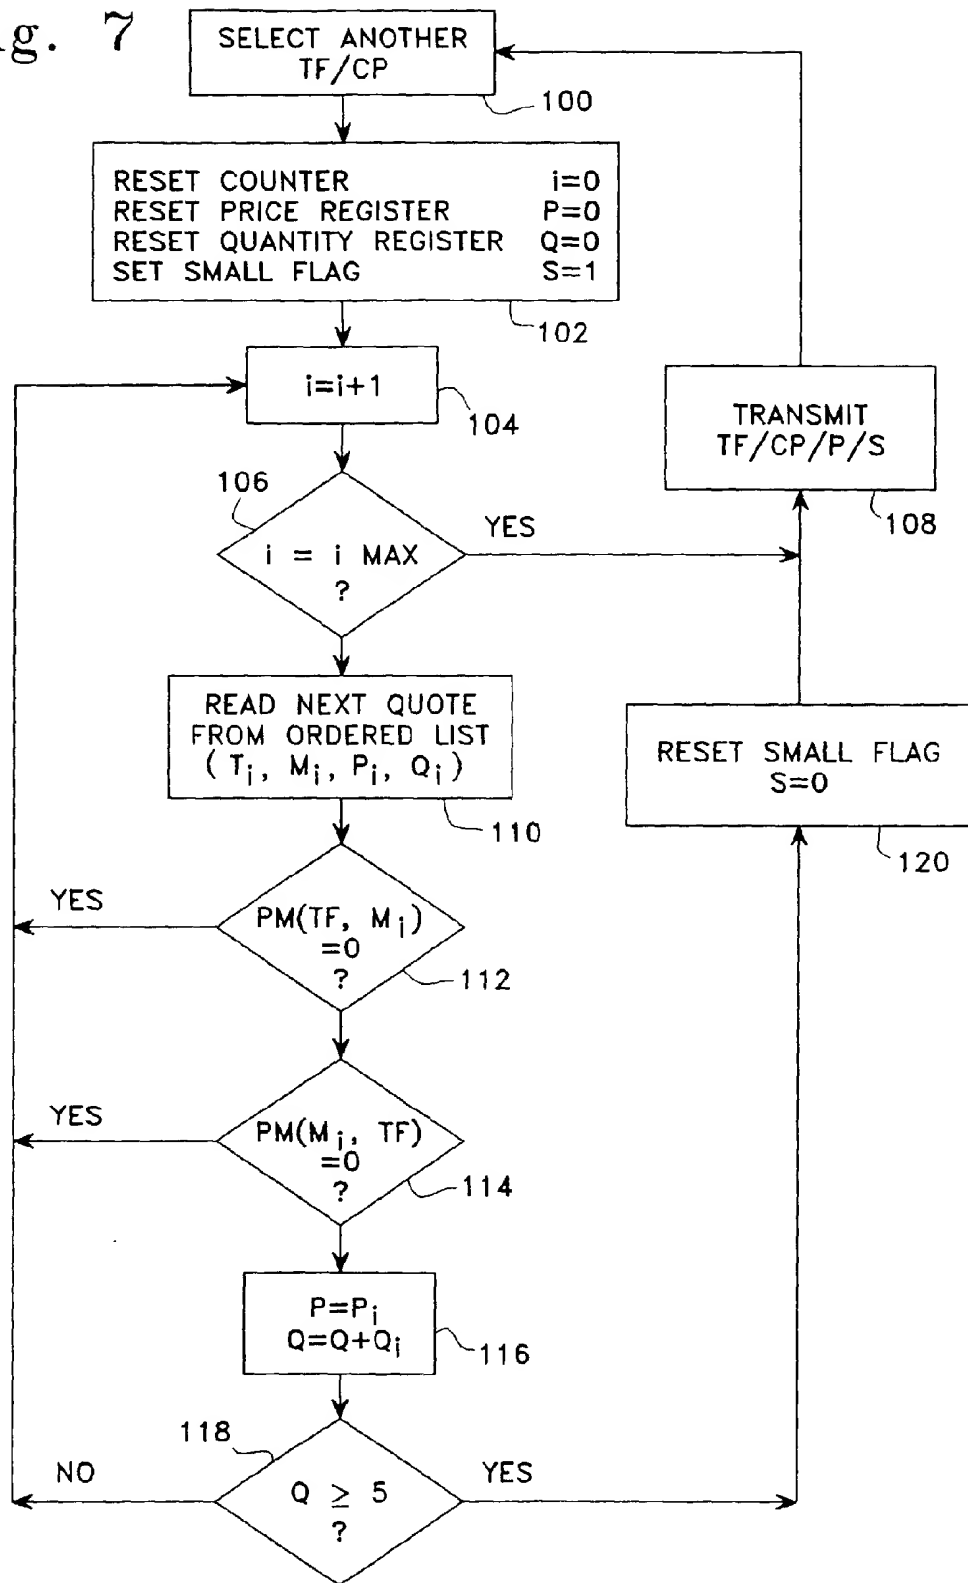 g. 7
SELECT ANOTHER
TF/CP
100
RESET COUNTER i=0
RESET PRICE REGISTER P=0
RESET QUANTITY REGISTER Q=0
SET SMALL FLAG S=1
102
i=i+1
104
TRANSMIT
TF/CP/P/S
108
106
i = i MAX
?
YES
READ NEXT QUOTE
FROM ORDERED LIST
( Ti, Mi, Pi, Qi )
110
RESET SMALL FLAG
S=0
120
YES
PM(TF, Mi)
=0
?
112
YES
PM(Mi, TF)
=0
?
114
P=Pi
Q=Q+Qi
116
118
NO
Q ≥ 5
?
YES